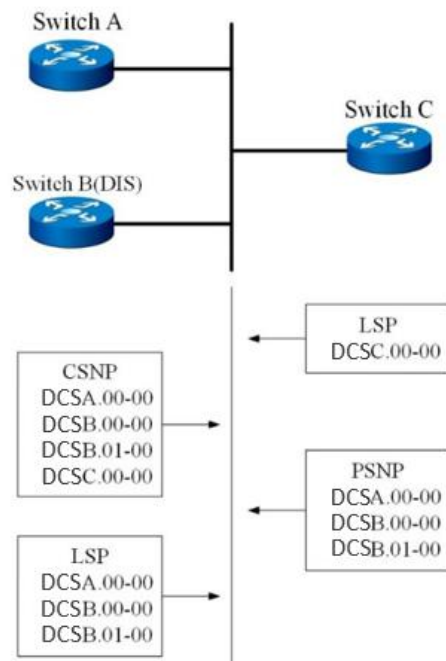 Switch A
Switch C
Switch B(DIS)
LSP
DCSC.00-00
CSNP
DCSA.00-00
DCSB.00-00
DCSB.01-00
DCSC.00-00
PSNP
DCSA.00-00
DCSB.00-00
DCSB.01-00
LSP
DCSA.00-00
DCSB.00-00
DCSB.01-00